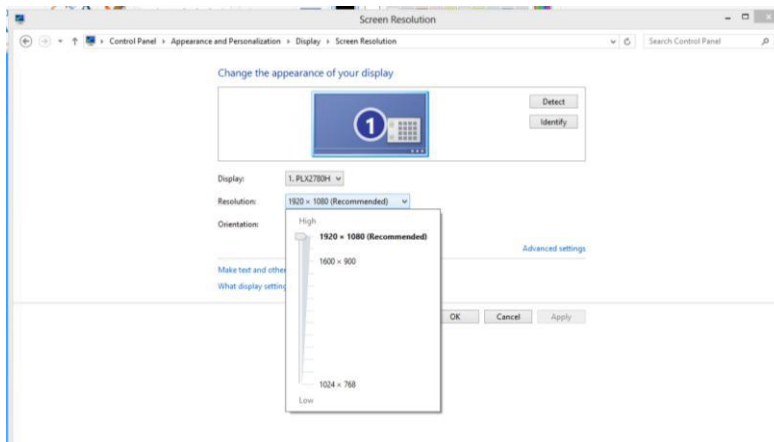 Screen Resolution
Control Panel › Appearance and Personalization › Display › Screen Resolution
Search Control Panel
Change the appearance of your display
1
Detect
Identify
Display: 1. PLX2780H
Resolution: 1920 × 1080 (Recommended)
Orientation:
High
1920 × 1080 (Recommended)
1600 × 900
1024 × 768
Low
Advanced settings
Make text and other
What display setting
OK Cancel Apply